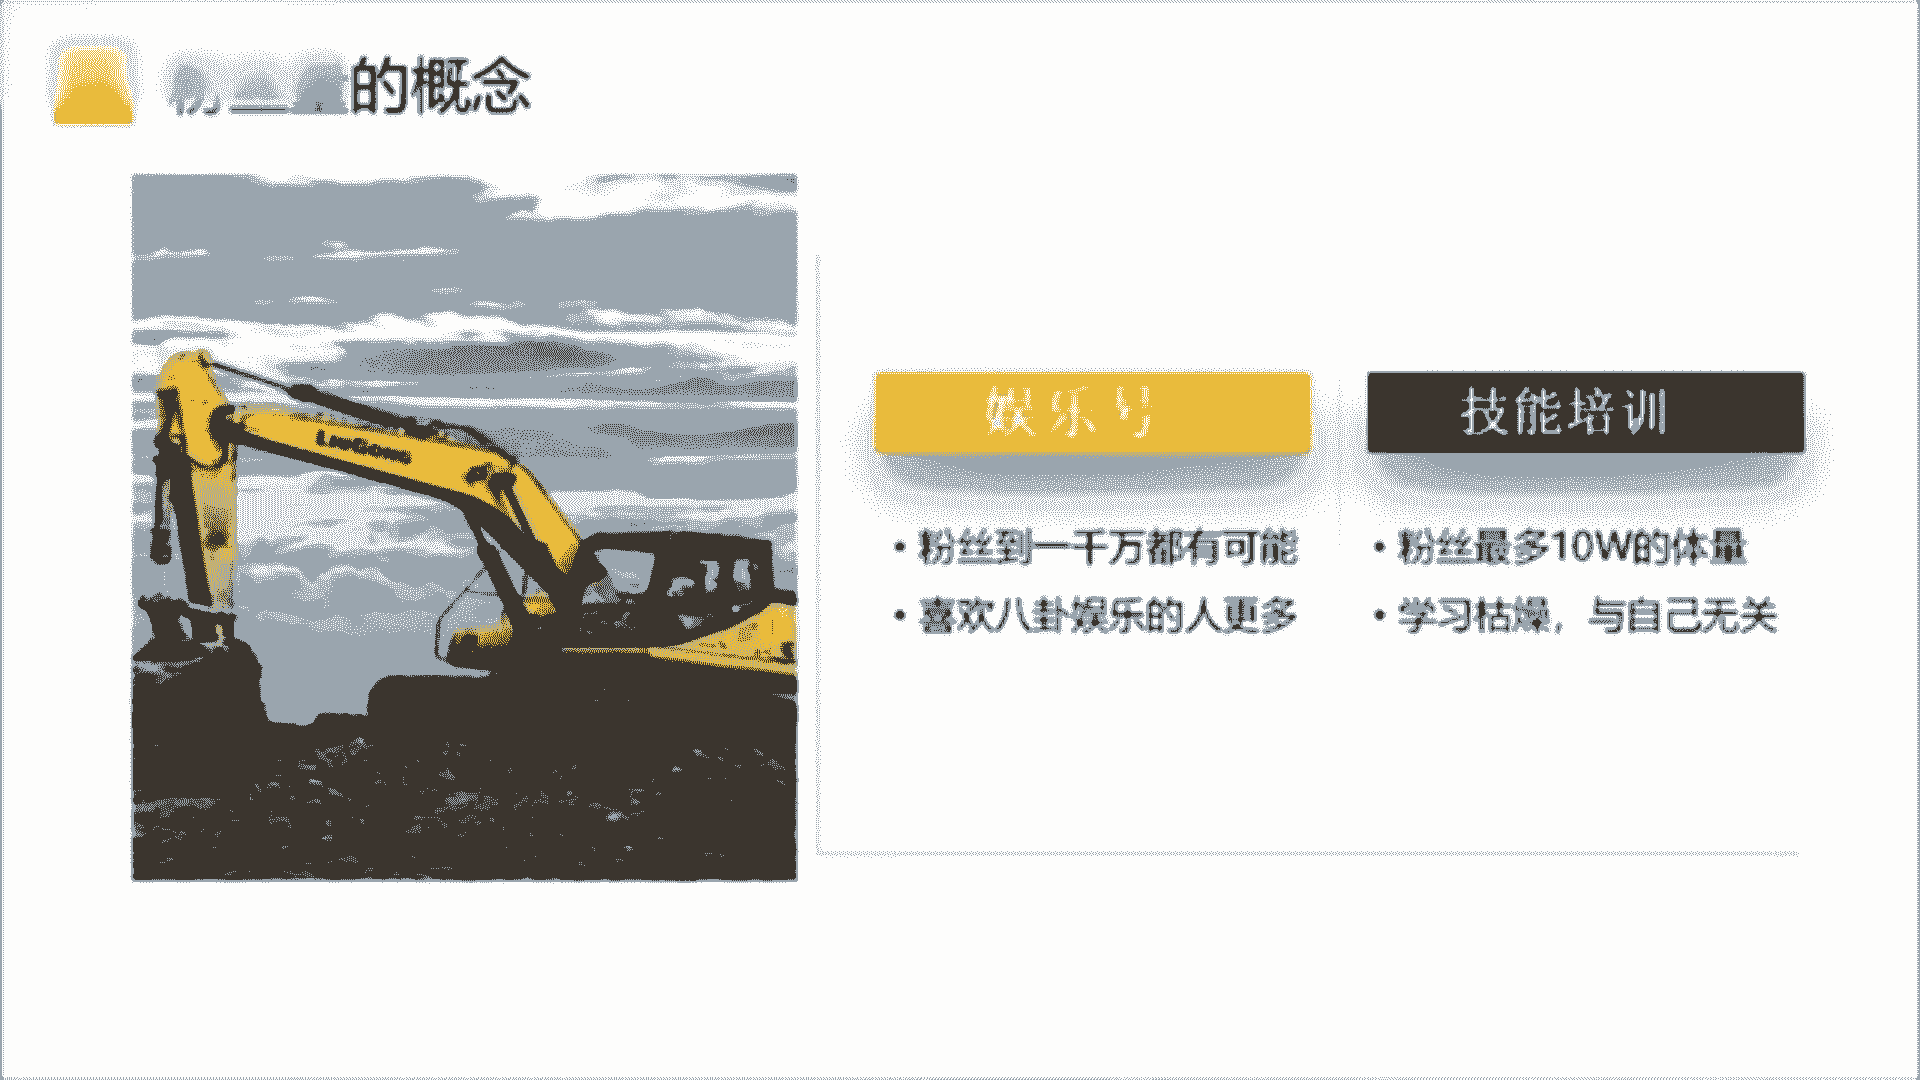 的概念
LiuGong
娱乐号
技能培训
• 粉丝到一千万都有可能
• 喜欢八卦娱乐的人更多
• 粉丝最多10W的体量
• 学习枯燥，与自己无关